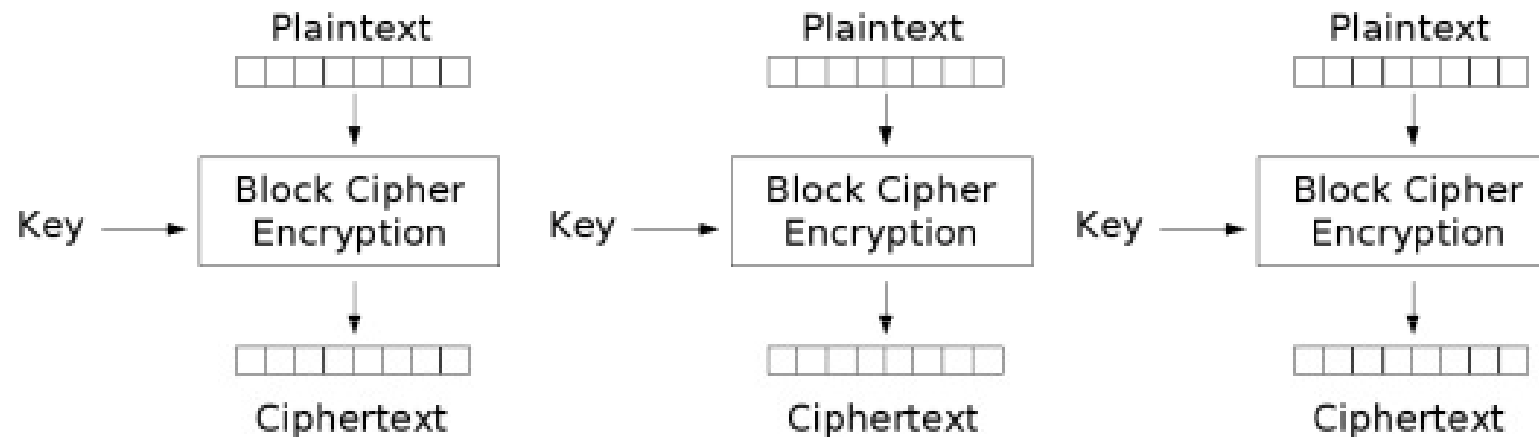 Plaintext
Plaintext
Plaintext
Key
Block Cipher
Encryption
Key
Block Cipher
Encryption
Key
Block Cipher
Encryption
Ciphertext
Ciphertext
Ciphertext